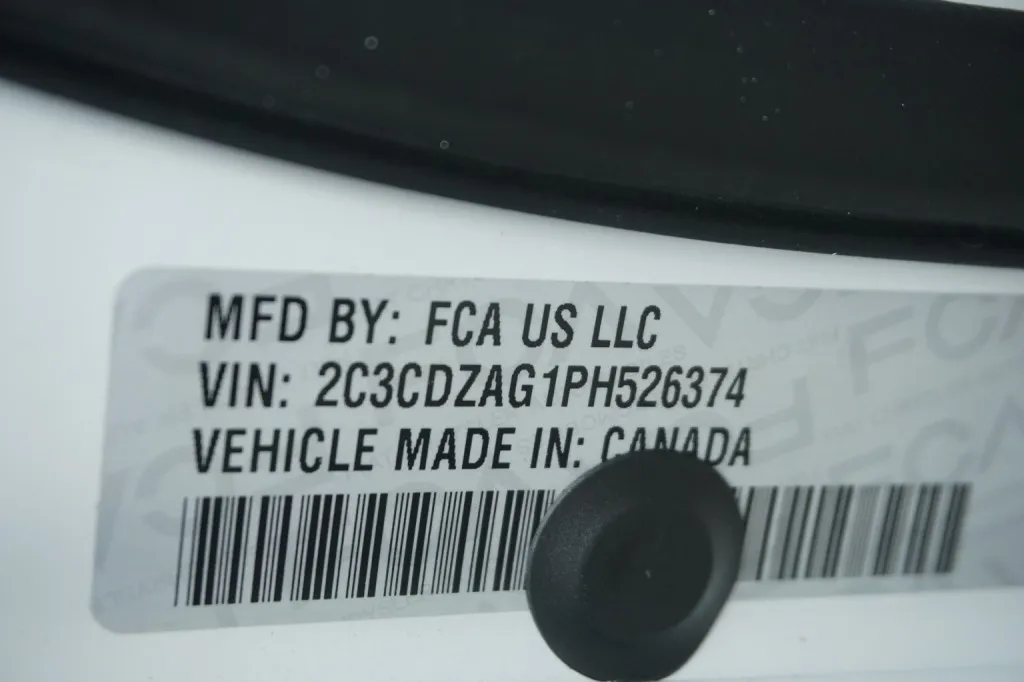 MFD BY: FCA US LLC
VIN: 2C3CDZAG1PH526374
VEHICLE MADE IN: CANADA